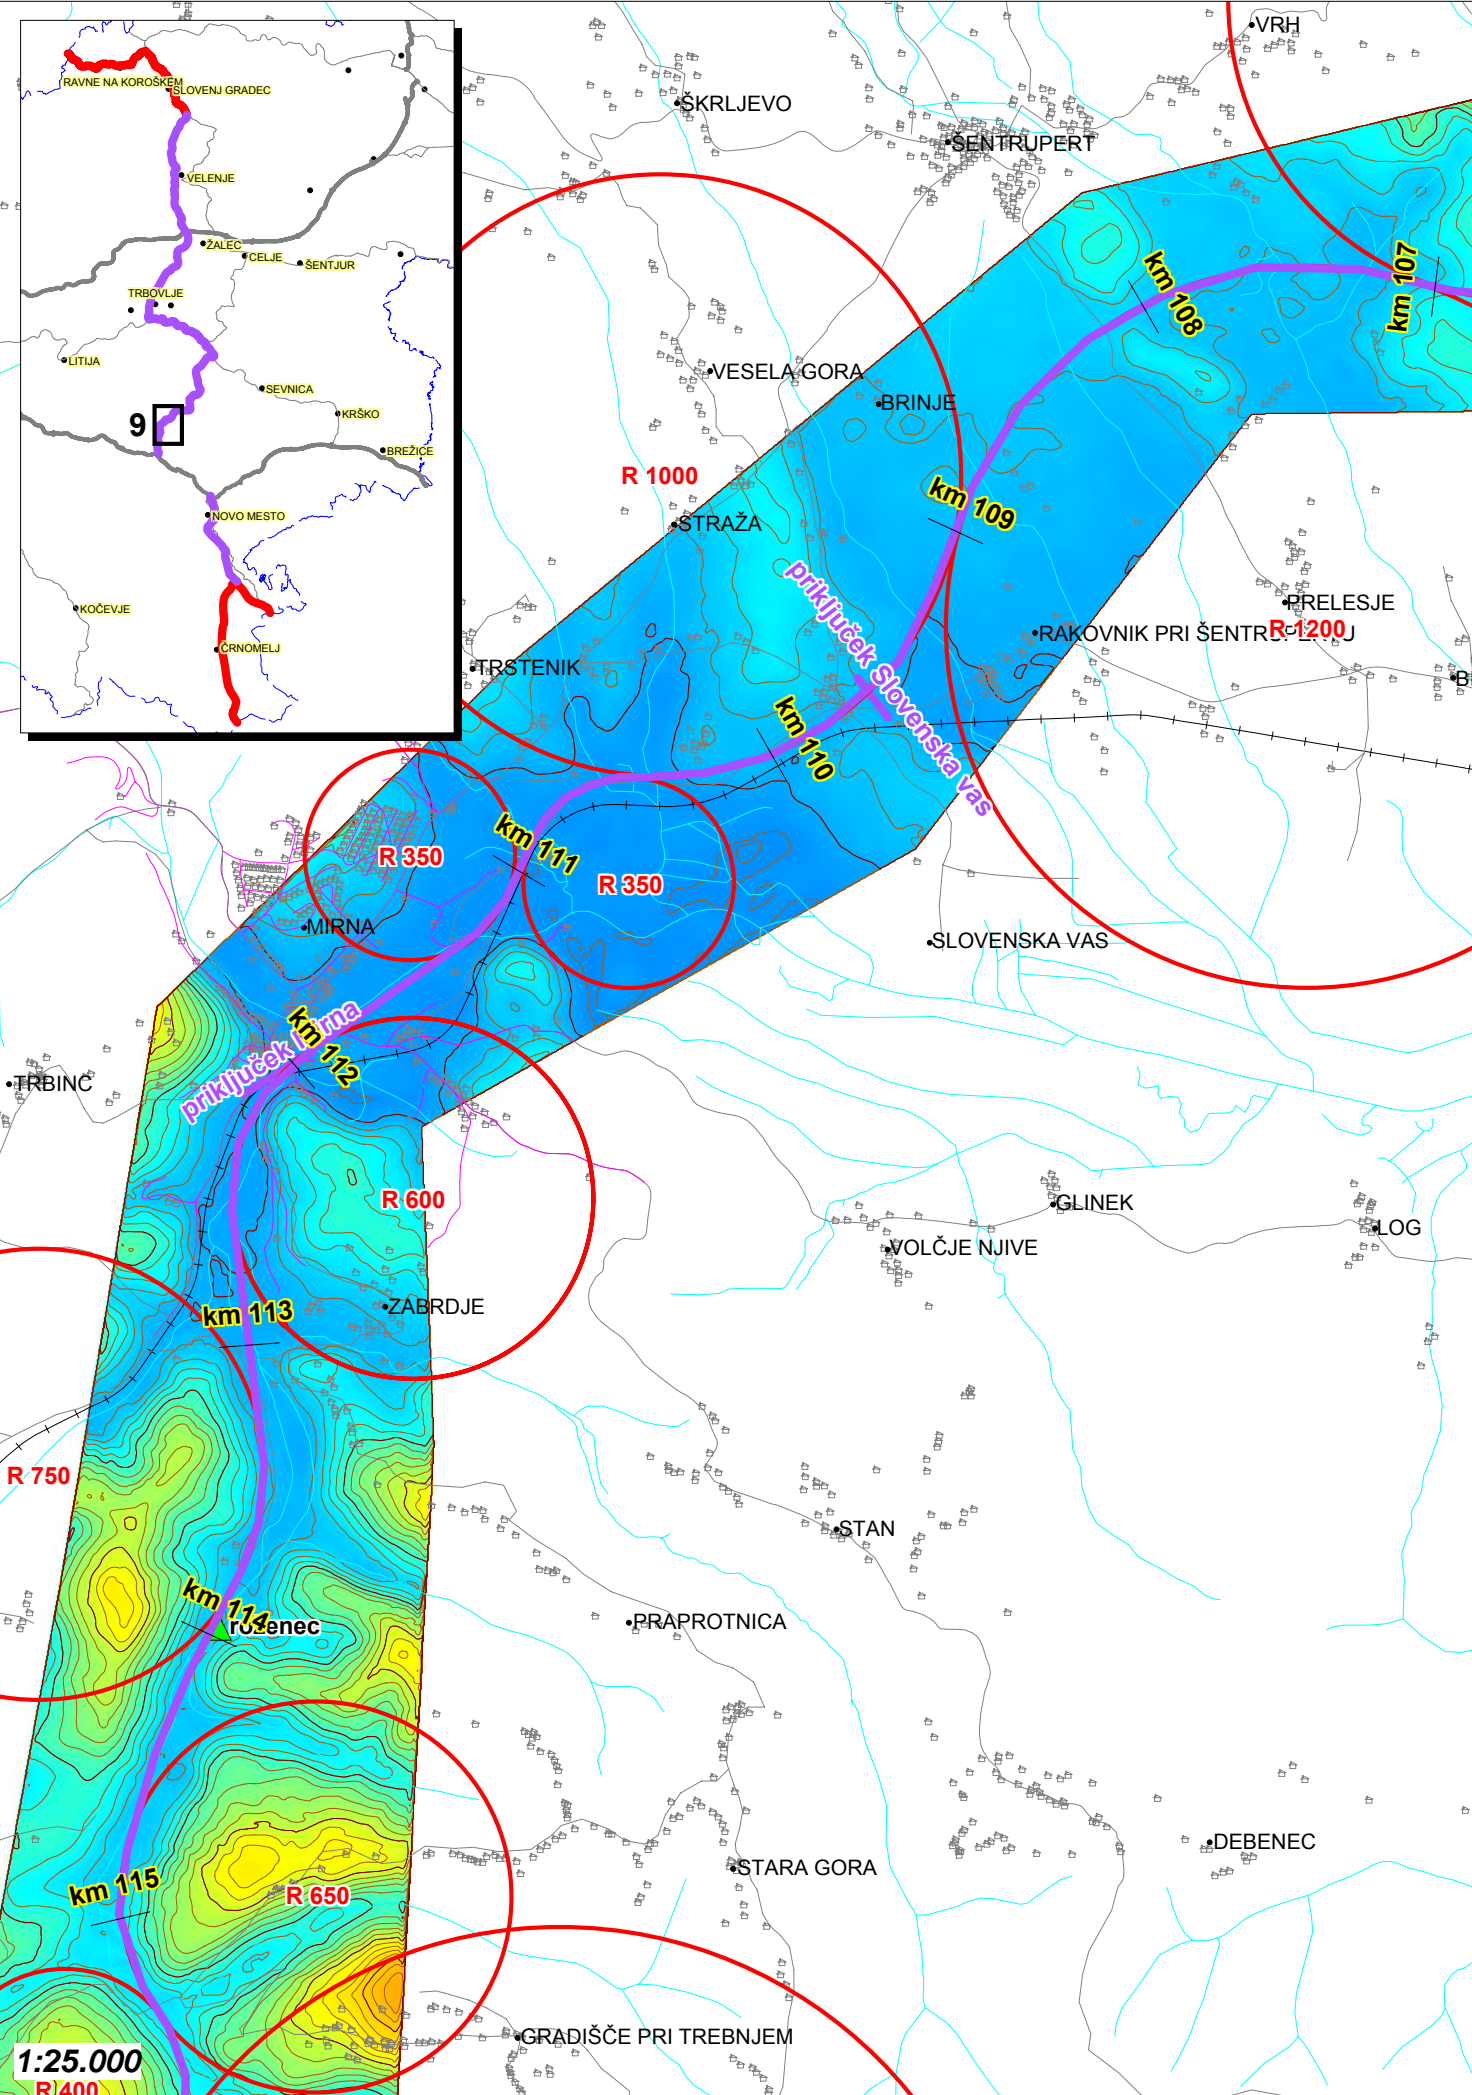 RAVNE NA KOROŠKEM
SLOVENJ GRADEC
VELENJE
ŽALEC
CELJE
ŠENTJUR
TRBOVLJE
LITIJA
SEVNICA
KRŠKO
9
BREŽICE
NOVO MESTO
KOČEVJE
ČRNOMELJ
VRH
ŠKRLJEVO
ŠENTRUPERT
km 107
km 108
VESELA GORA
BRINJE
R 1000
km 109
STRAŽA
priključek Slovenska vas
PRELESJE
R 1200
RAKOVNIK PRI ŠENTRUPERTU
TRSTENIK
B
km 110
km 111
R 350
R 350
MIRNA
SLOVENSKA VAS
priključek Mirna
km 112
TRBINC
R 600
GLINEK
LOG
VOLČJE NJIVE
km 113
ZABRDJE
R 750
STAN
km 114
roženec
PRAPROTNICA
DEBENEC
STARA GORA
km 115
R 650
GRADIŠČE PRI TREBNJEM
1:25.000
R 400